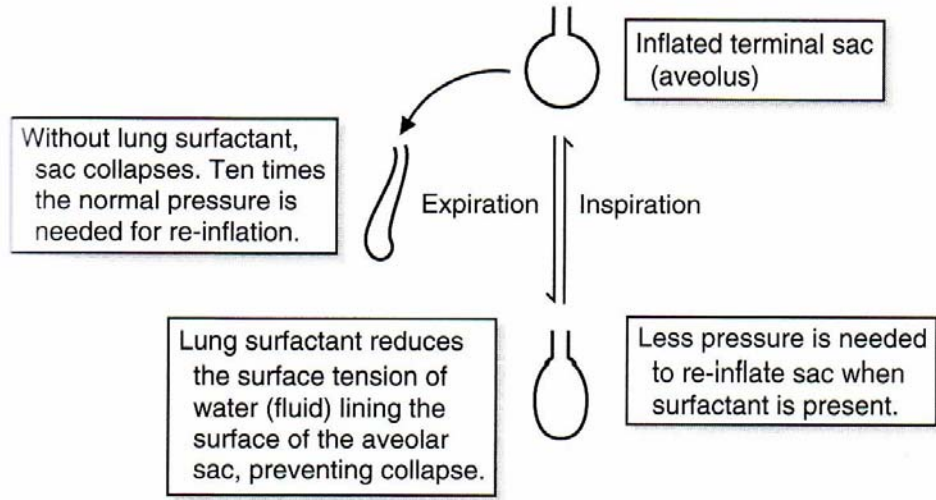 Inflated terminal sac
(aveolus)
Without lung surfactant,
sac collapses. Ten times
the normal pressure is
needed for re-inflation.
Expiration
Inspiration
Lung surfactant reduces
the surface tension of
water (fluid) lining the
surface of the aveolar
sac, preventing collapse.
Less pressure is needed
to re-inflate sac when
surfactant is present.